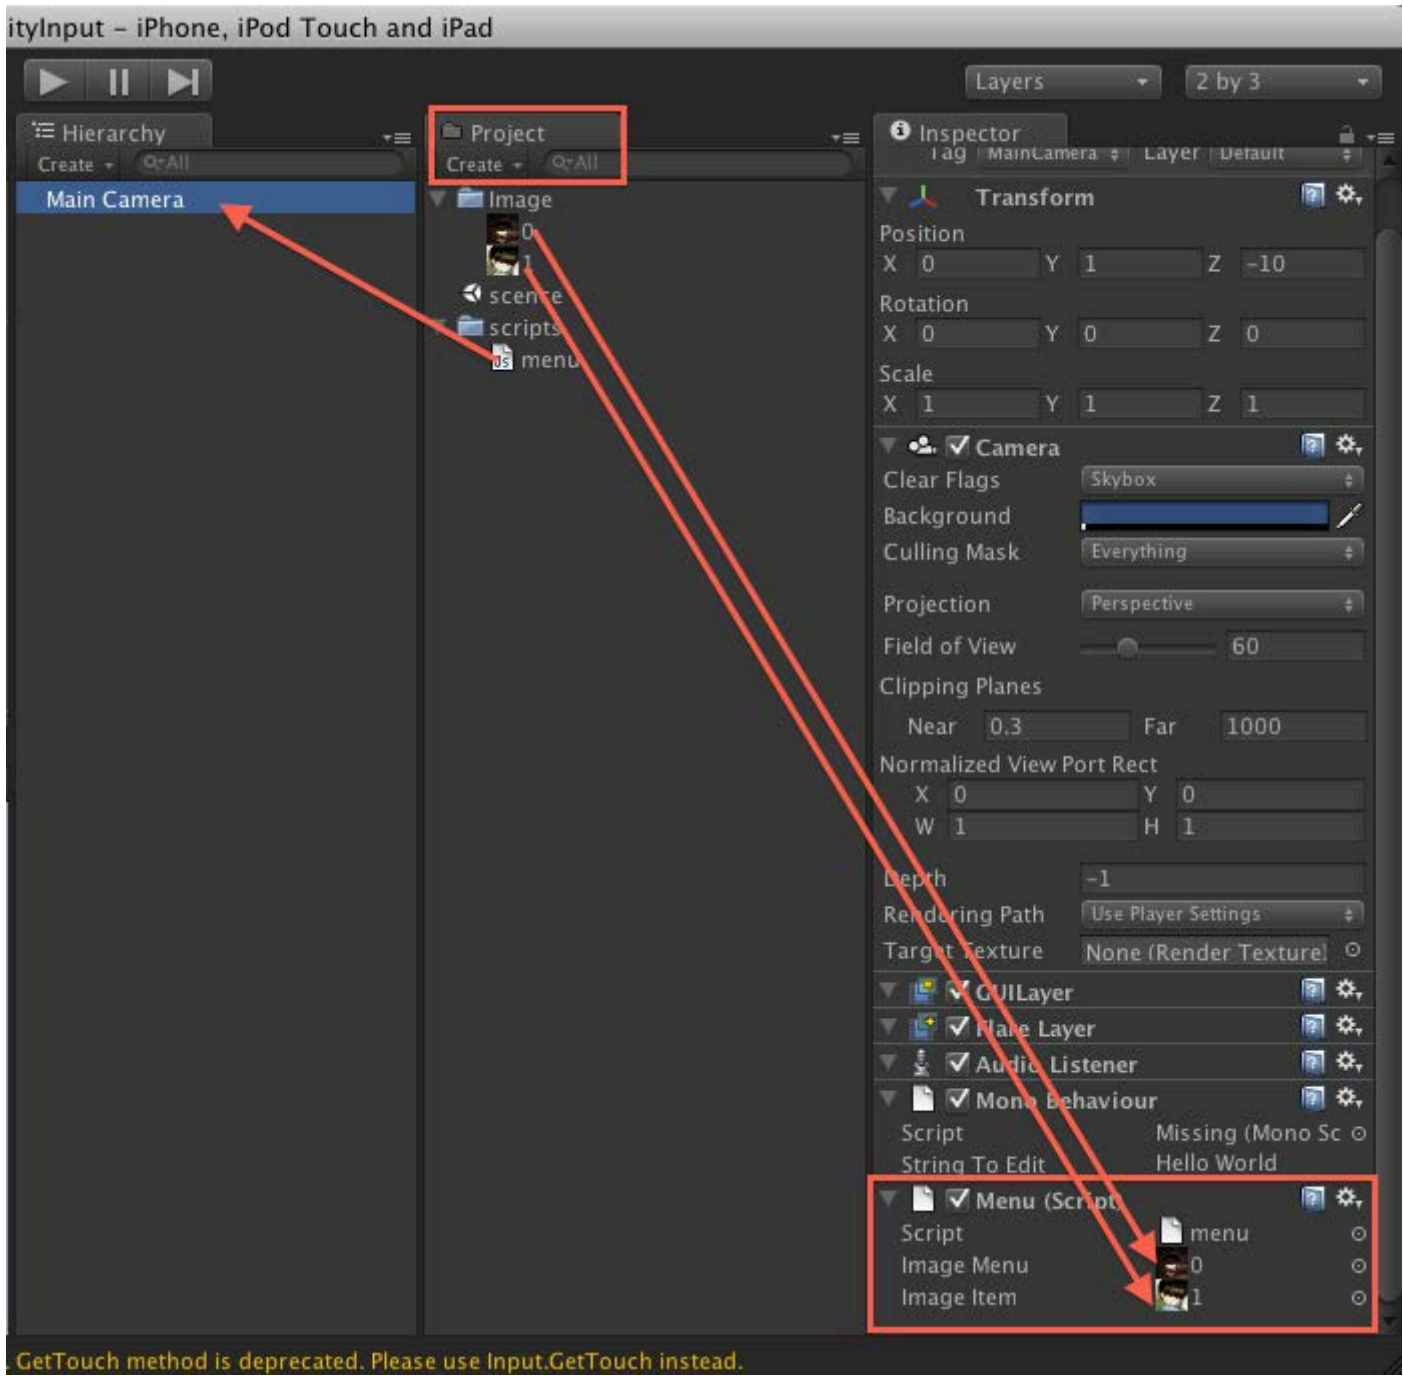 ityInput – iPhone, iPod Touch and iPad
Layers 2 by 3
Hierarchy
Create All
Main Camera
Project
Create All
Image
0
1
scence
scripts
JS menu
Inspector
Tag MainCamera Layer Default
Transform
Position
X 0 Y 1 Z -10
Rotation
X 0 Y 0 Z 0
Scale
X 1 Y 1 Z 1
Camera
Clear Flags Skybox
Background
Culling Mask Everything
Projection Perspective
Field of View 60
Clipping Planes
Near 0.3 Far 1000
Normalized View Port Rect
X 0 Y 0
W 1 H 1
Depth -1
Rendering Path Use Player Settings
Target Texture None (Render Texture)
GUILayer
Flare Layer
Audio Listener
Mono Behaviour
Script Missing (Mono Sc
String To Edit Hello World
Menu (Script)
Script menu
Image Menu 0
Image Item 1
. GetTouch method is deprecated. Please use Input.GetTouch instead.